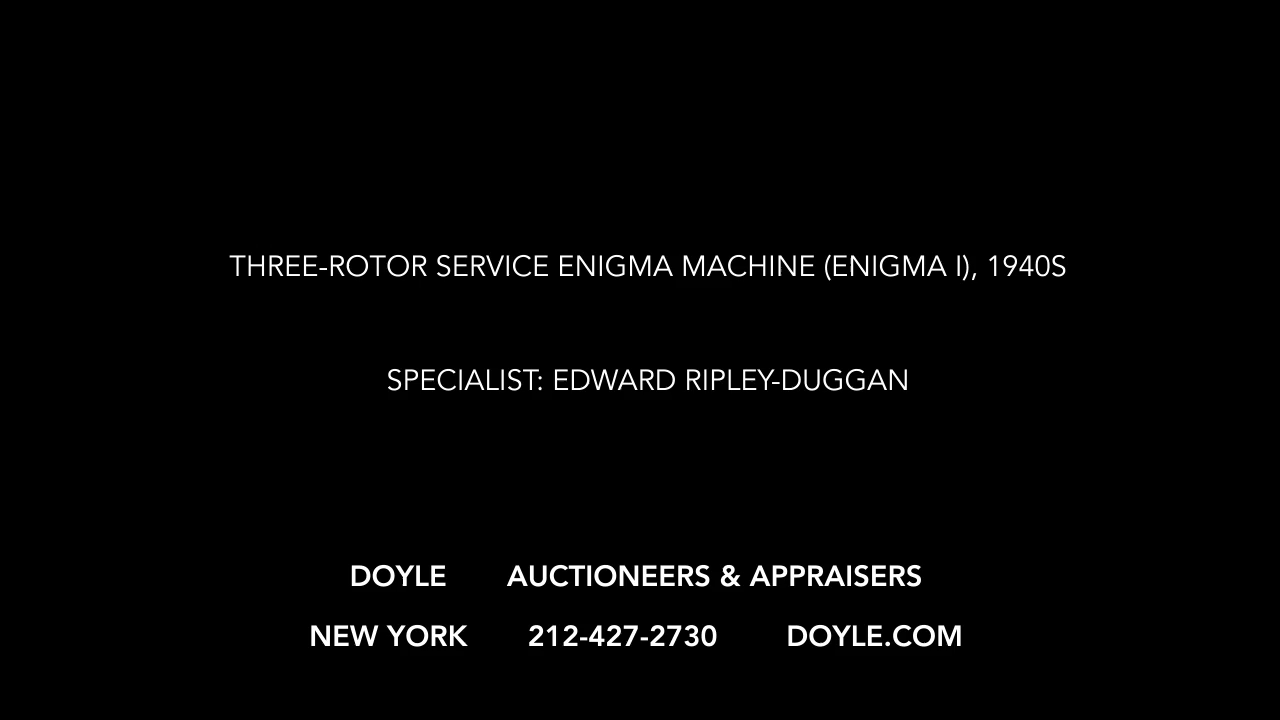 THREE-ROTOR SERVICE ENIGMA MACHINE (ENIGMA I), 1940S
SPECIALIST: EDWARD RIPLEY-DUGGAN
DOYLE AUCTIONEERS & APPRAISERS
NEW YORK 212-427-2730 DOYLE.COM